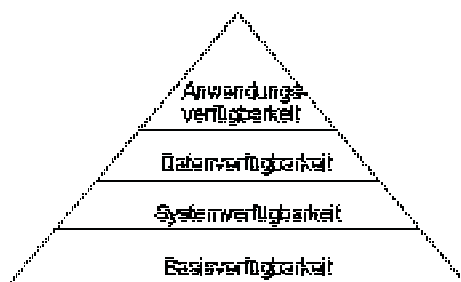 Anwendungs-
verfügbarkeit
Datenverfügbarkeit
Systemverfügbarkeit
Basisverfügbarkeit